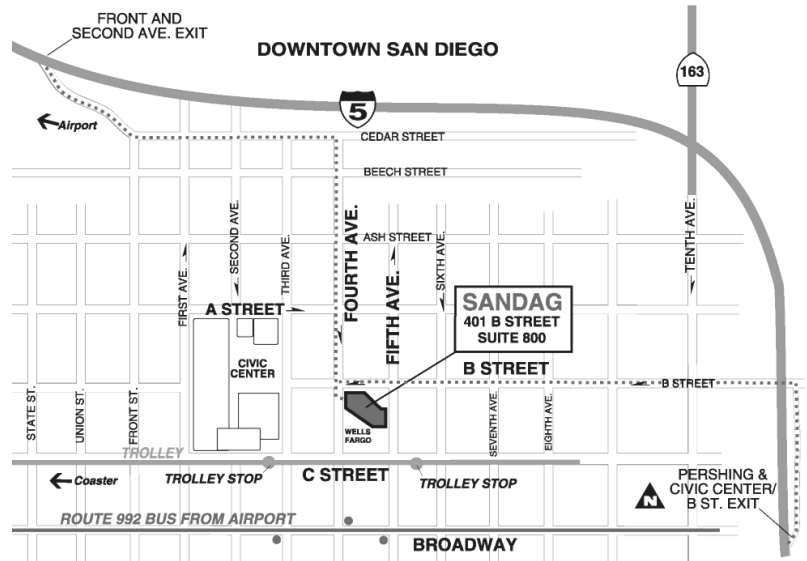 FRONT AND
SECOND AVE. EXIT
DOWNTOWN SAN DIEGO
163
5
Airport
CEDAR STREET
BEECH STREET
ASH STREET
FIRST AVE.
SECOND AVE.
THIRD AVE.
FOURTH AVE.
FIFTH AVE.
SIXTH AVE.
TENTH AVE.
A STREET
SANDAG
401 B STREET
SUITE 800
CIVIC
CENTER
B STREET
B STREET
STATE ST.
UNION ST.
FRONT ST.
WELLS
FARGO
SEVENTH AVE.
EIGHTH AVE.
TROLLEY
Coaster
TROLLEY STOP
C STREET
TROLLEY STOP
PERSHING &
CIVIC CENTER/
B ST. EXIT
N
ROUTE 992 BUS FROM AIRPORT
BROADWAY